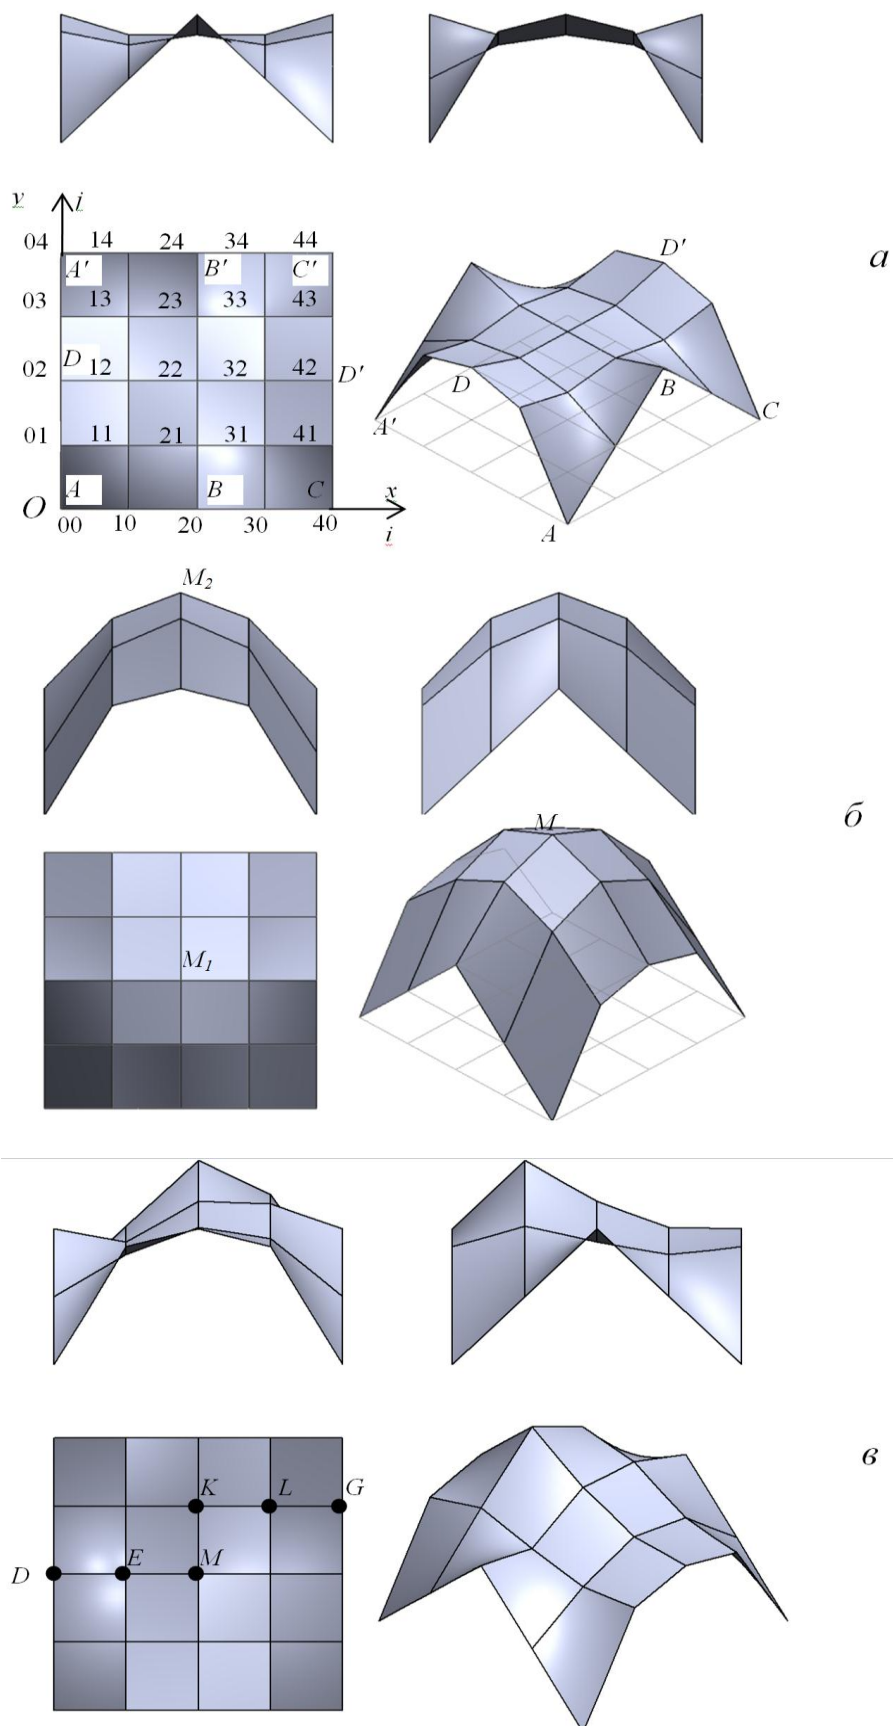 y j
04 14 24 34 44
A' B' C'
03 13 23 33 43
D
02 12 22 32 42 D'
01 11 21 31 41
A B C
O x
00 10 20 30 40 i
D'
D B
A' C
A
а
M₂
M
M₁
б
K L G
D E M
в